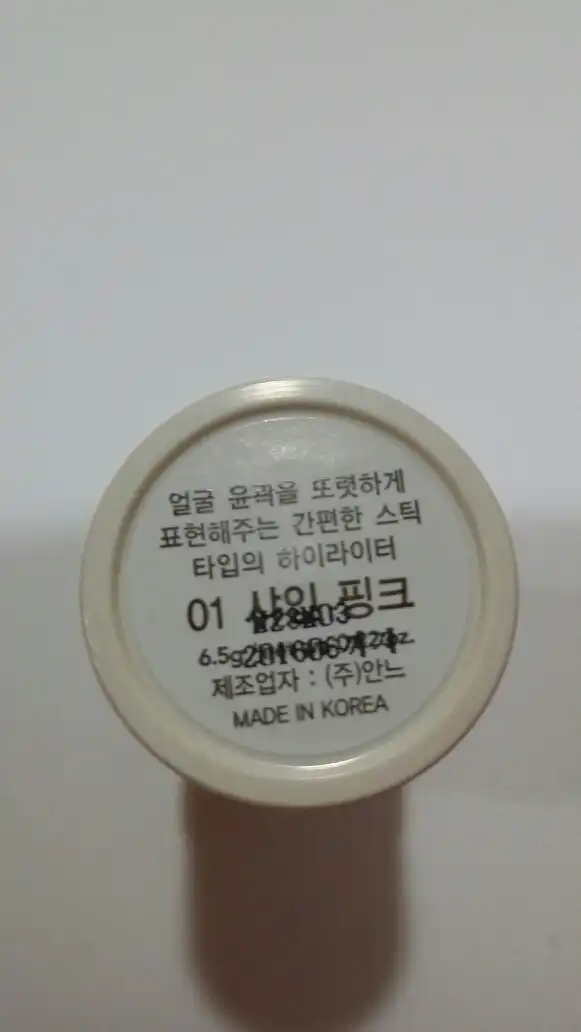 얼굴 윤곽을 또렷하게
표현해주는 간편한 스틱
타입의 하이라이터
01 샤인 핑크
6.5g
제조업자 : (주)안느
MADE IN KOREA